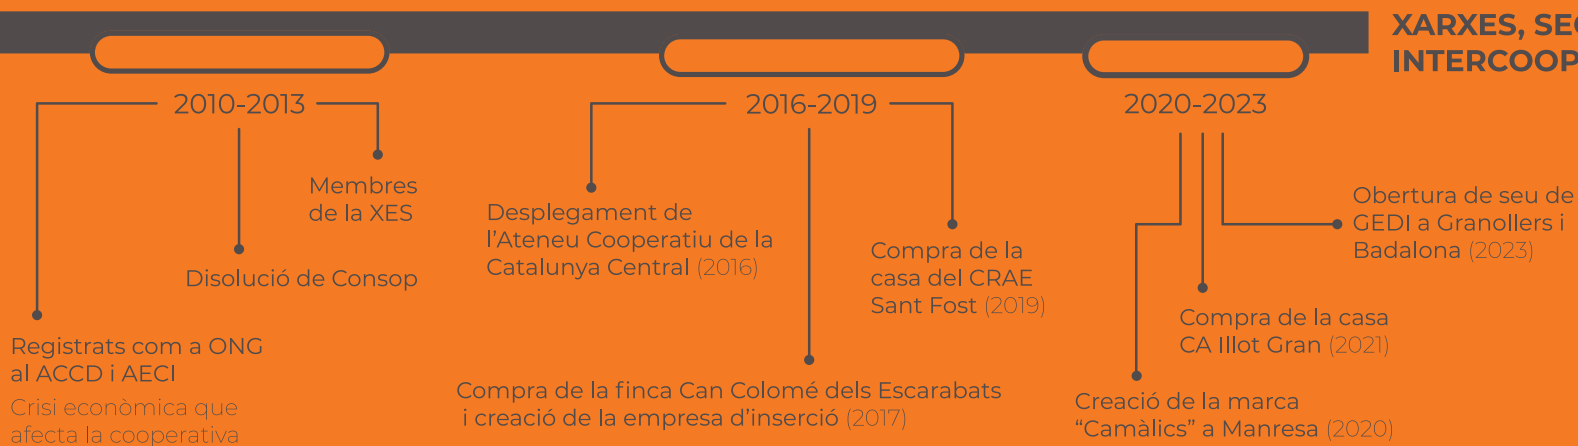 XARXES,
INTERCOOP
2010-2013
2016-2019
2020-2023
Membres
de la XES
Disolució de Consop
Registrats com a ONG
al ACCD i AECI
Crisi econòmica que
afecta la cooperativa
Desplegament de
l'Ateneu Cooperatiu de la
Catalunya Central (2016)
Compra de la
casa del CRAE
Sant Fost (2019)
Compra de la finca Can Colomé dels Escarabats
i creació de la empresa d'inserció (2017)
Obertura de seu de
GEDI a Granollers i
Badalona (2023)
Compra de la casa
CA Illot Gran (2021)
Creació de la marca
“Camàlics” a Manresa (2020)